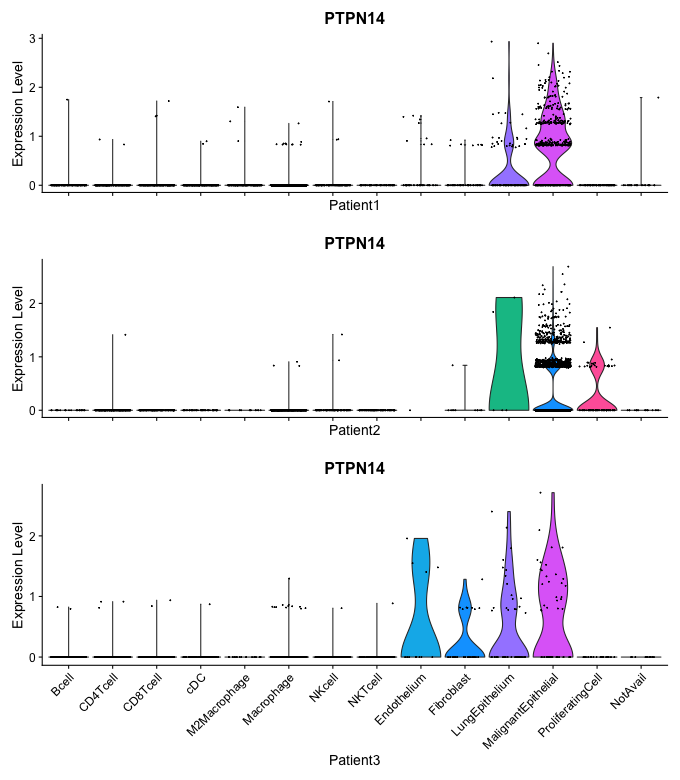 PTPN14
Expression Level
3
2
1
0
Patient1
PTPN14
Expression Level
2
1
0
Patient2
PTPN14
Expression Level
2
1
0
Bcell
CD4Tcell
CD8Tcell
cDC
M2Macrophage
Macrophage
NKcell
NKTcell
Endothelium
Fibroblast
LungEpithelium
MalignantEpithelial
ProliferatingCell
NotAvail
Patient3